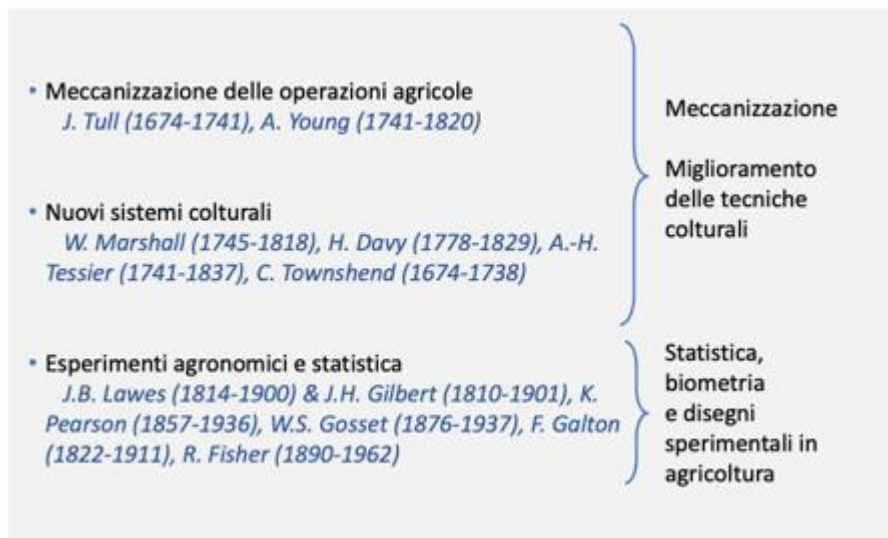 • Meccanizzazione delle operazioni agricole
J. Tull (1674-1741), A. Young (1741-1820)
• Nuovi sistemi colturali
W. Marshall (1745-1818), H. Davy (1778-1829), A.-H.
Tessier (1741-1837), C. Townshend (1674-1738)
• Esperimenti agronomici e statistica
J.B. Lawes (1814-1900) & J.H. Gilbert (1810-1901), K.
Pearson (1857-1936), W.S. Gosset (1876-1937), F. Galton
(1822-1911), R. Fisher (1890-1962)
Meccanizzazione
Miglioramento
delle tecniche
colturali
Statistica,
biometria
e disegni
sperimentali in
agricoltura